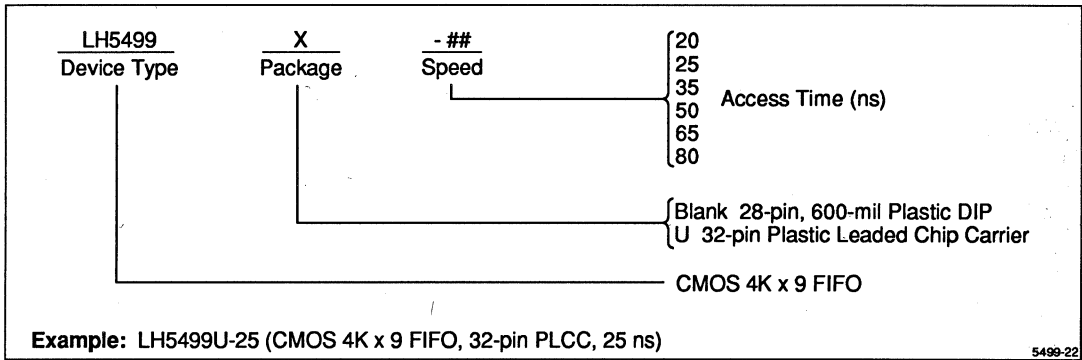 LH5499 X - ##
Device Type Package Speed
20
25
35
50
65
80
Access Time (ns)
Blank 28-pin, 600-mil Plastic DIP
U 32-pin Plastic Leaded Chip Carrier
CMOS 4K x 9 FIFO
Example: LH5499U-25 (CMOS 4K x 9 FIFO, 32-pin PLCC, 25 ns)
5499-22